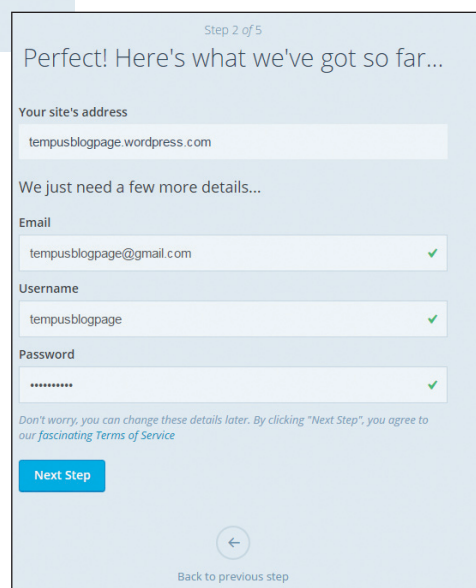 Step 2 of 5
Perfect! Here's what we've got so far...
Your site's address
tempusblogpage.wordpress.com
We just need a few more details...
Email
tempusblogpage@gmail.com
Username
tempusblogpage
Password
••••••••••
Don't worry, you can change these details later. By clicking "Next Step", you agree to
our fascinating Terms of Service
Next Step
Back to previous step